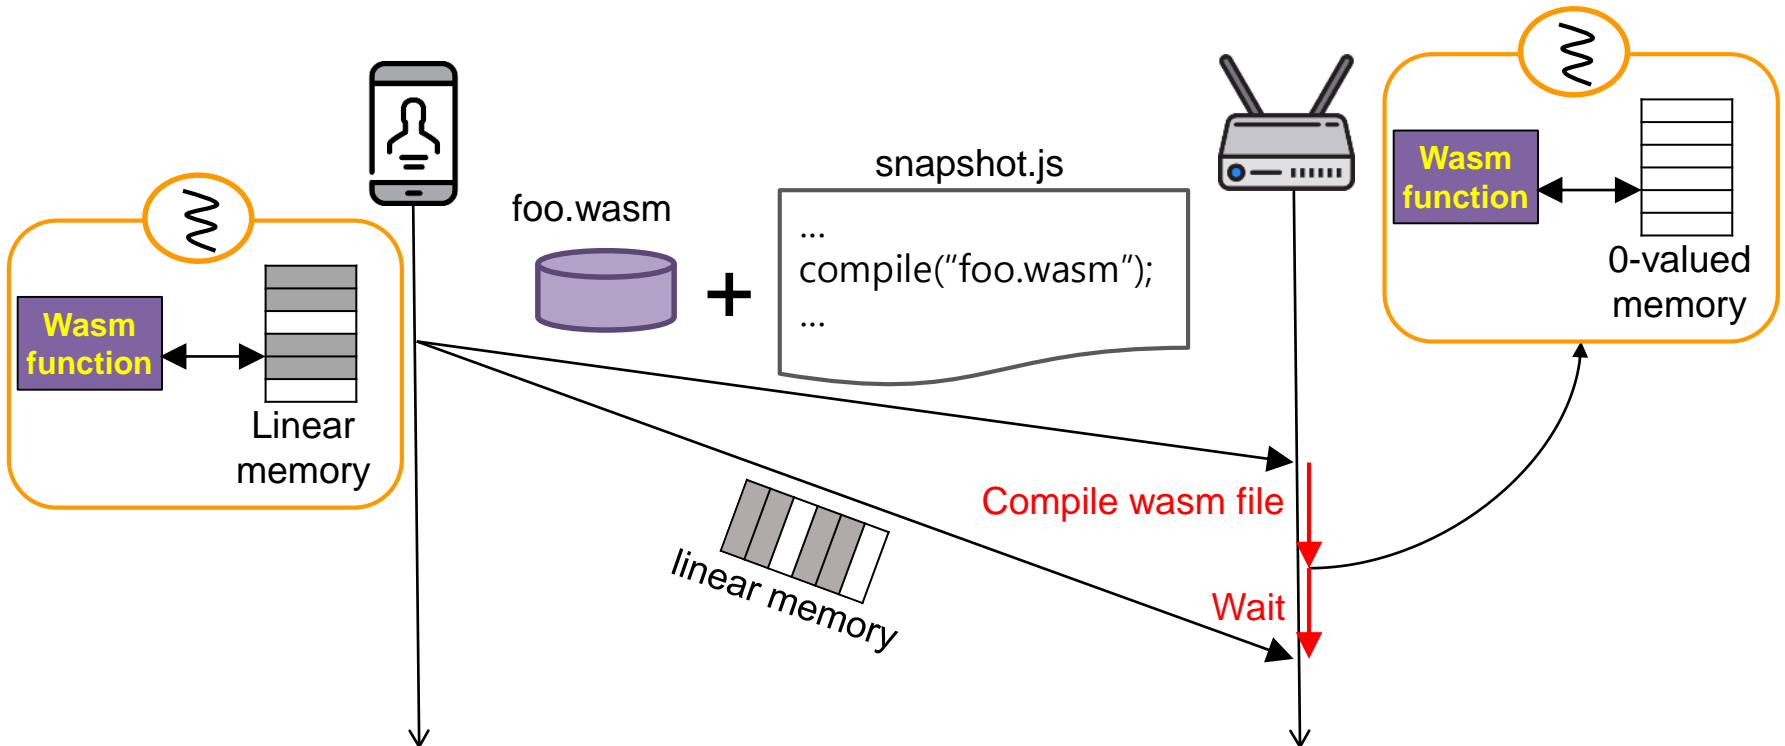 snapshot.js
foo.wasm
...
compile("foo.wasm");
...
Wasm
function
0-valued
memory
Wasm
function
Linear
memory
linear memory
Compile wasm file
Wait